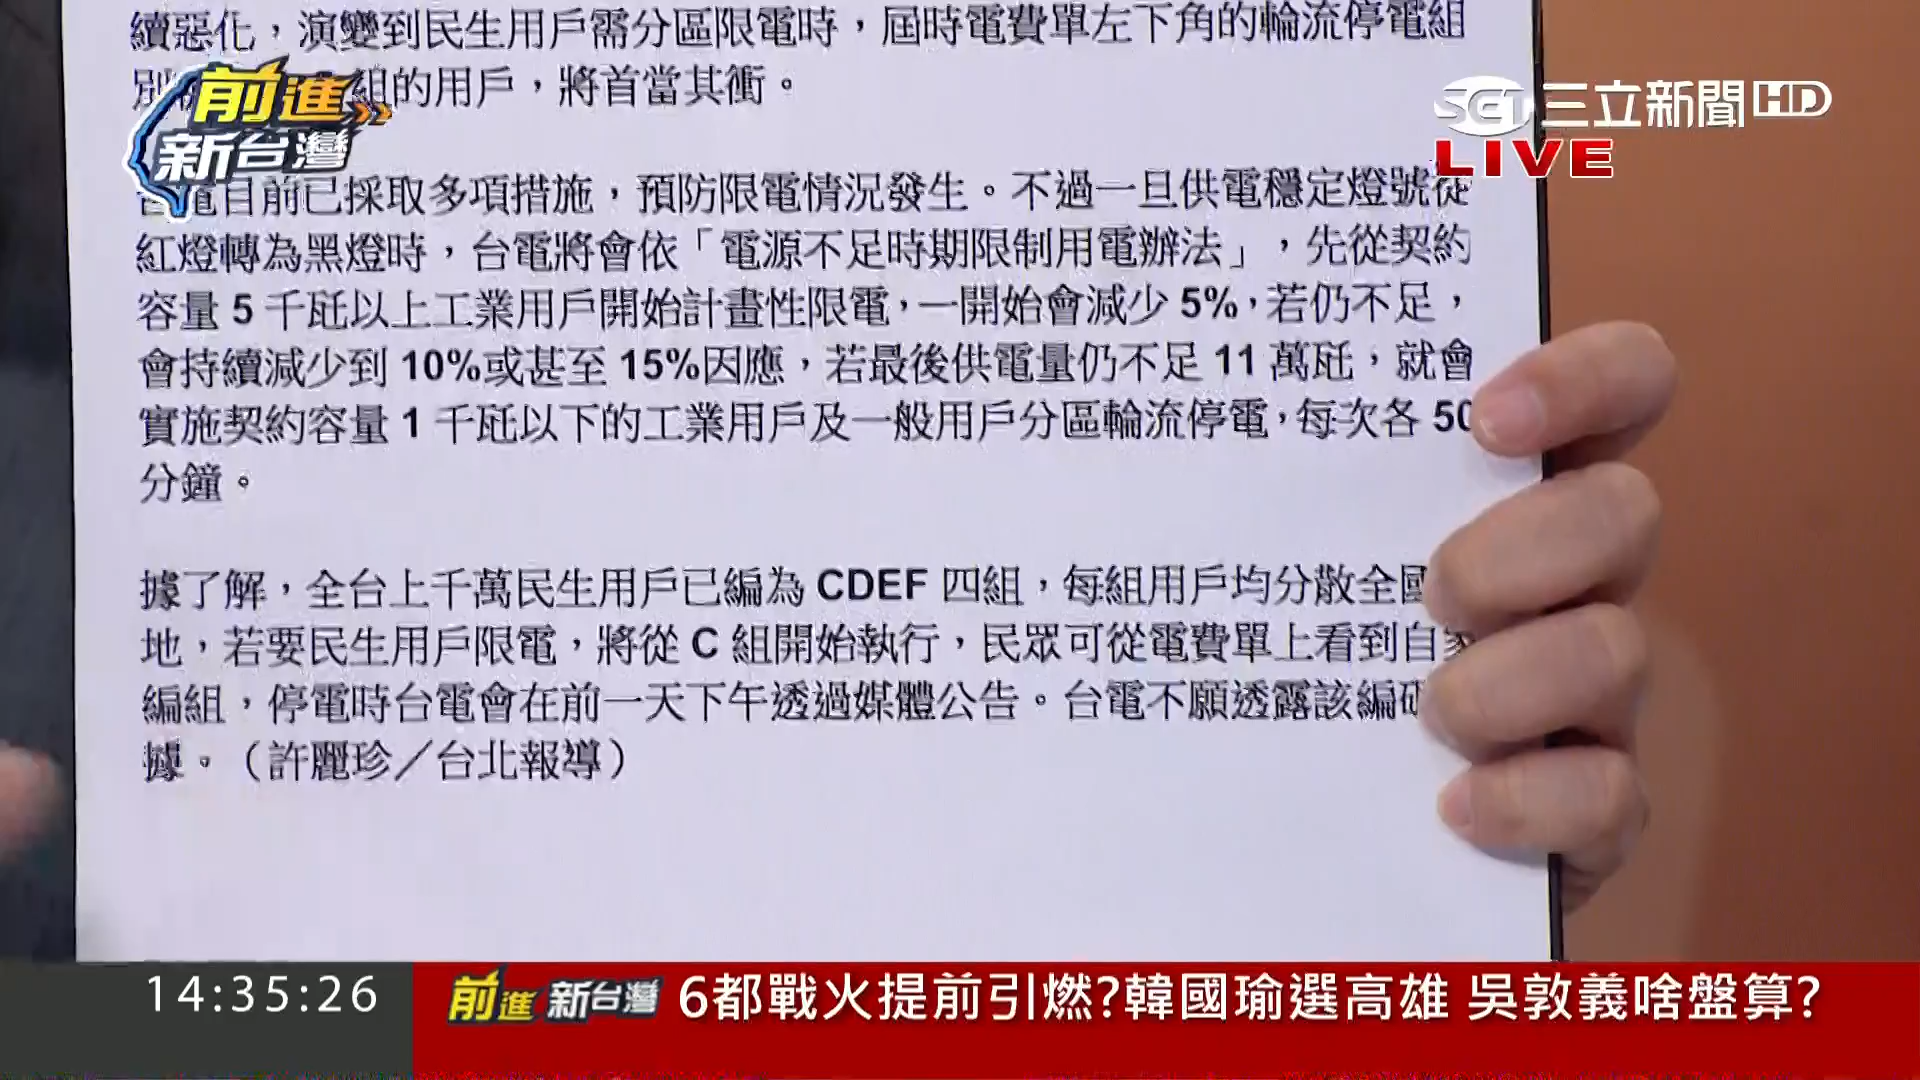 續惡化，演變到民生用戶需分區限電時，屆時電費單左下角的輪流停電組
組的用戶，將首當其衝。
前進新台灣
SET三立新聞HD
LIVE
電目前已採取多項措施，預防限電情況發生。不過一旦供電穩定燈號從
紅燈轉為黑燈時，台電將會依「電源不足時期限制用電辦法」，先從契約
容量 5 千瓩以上工業用戶開始計畫性限電，一開始會減少 5%，若仍不足，
會持續減少到 10%或甚至 15%因應，若最後供電量仍不足 11 萬瓩，就會
實施契約容量 1 千瓩以下的工業用戶及一般用戶分區輪流停電，每次各 50
分鐘。
據了解，全台上千萬民生用戶已編為 CDEF 四組，每組用戶均分散全國
地，若要民生用戶限電，將從 C 組開始執行，民眾可從電費單上看到自家
編組，停電時台電會在前一天下午透過媒體公告。台電不願透露該編
據。（許麗珍／台北報導）
14:35:26
前進新台灣 6都戰火提前引燃?韓國瑜選高雄 吳敦義啥盤算?